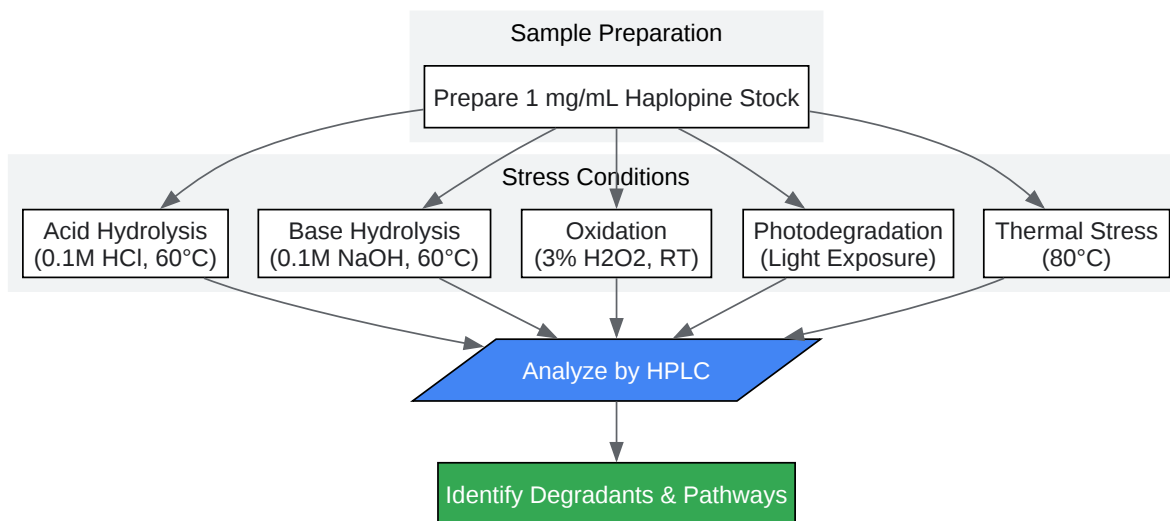 Sample Preparation
Prepare 1 mg/mL Haplopine Stock
Stress Conditions
Acid Hydrolysis
(0.1M HCl, 60°C)
Base Hydrolysis
(0.1M NaOH, 60°C)
Oxidation
(3% H2O2, RT)
Photodegradation
(Light Exposure)
Thermal Stress
(80°C)
Analyze by HPLC
Identify Degradants & Pathways